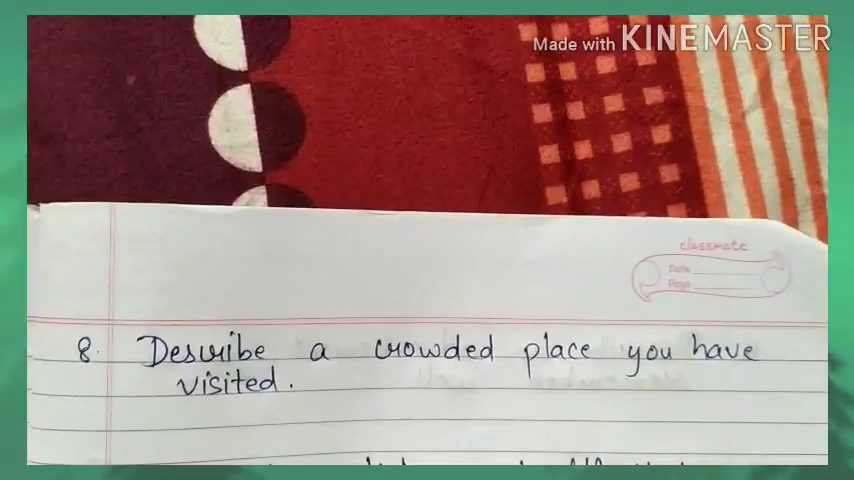 Made with KINEMASTER
classmate
Date
Page
8. Describe a crowded place you have
visited.